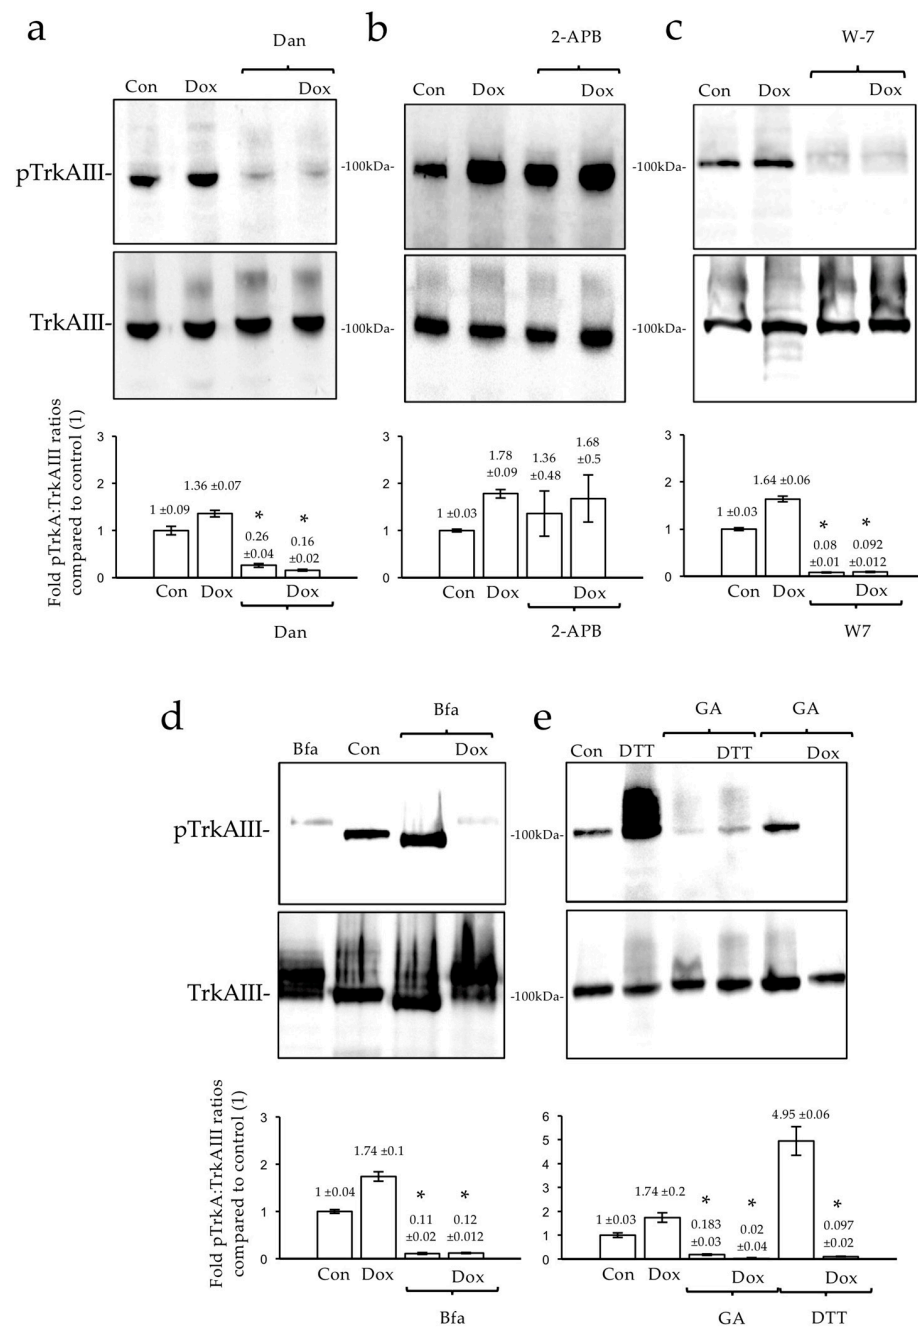 a
b
c
Dan
2-APB
W-7
Con Dox Dox
Con Dox Dox
Con Dox Dox
pTrkAIII-
-100kDa-
-100kDa-
TrkAIII-
-100kDa-
-100kDa-
Fold pTrkA:TrkAIII ratios
compared to control (1)
3
2
1
0
1 ±0.09
1.36 ±0.07
*
0.26
±0.04
*
0.16
±0.02
Con Dox Dox
Dan
3
2
1
0
1 ±0.03
1.78
±0.09
1.36
±0.48
1.68
±0.5
Con Dox Dox
2-APB
3
2
1
0
1 ±0.03
1.64 ±0.06
*
0.08
±0.01
*
0.092
±0.012
Con Dox Dox
W7
d
e
Bfa
GA
GA
Bfa Con Dox
Con DTT DTT Dox
pTrkAIII-
-100kDa-
TrkAIII-
-100kDa-
Fold pTrkA:TrkAIII ratios
compared to control (1)
3
2
1
0
1 ±0.04
1.74 ±0.1
*
0.11
±0.02
*
0.12
±0.012
Con Dox Dox
Bfa
6
5
4
3
2
1
0
1 ±0.03
1.74 ±0.2
*
0.183
±0.03
*
0.02
±0.04
4.95 ±0.06
*
0.097
±0.02
Con Dox Dox Dox
GA
DTT